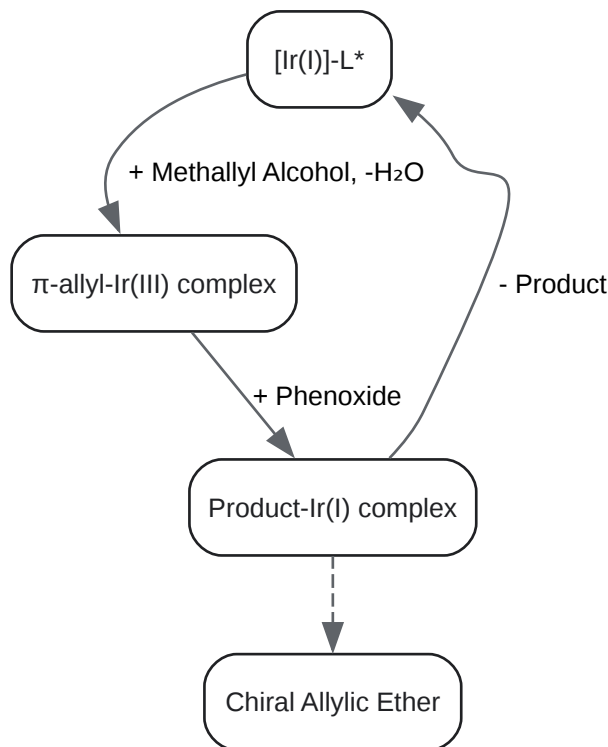 [Ir(I)]-L*
+ Methallyl Alcohol, -H₂O
π-allyl-Ir(III) complex
- Product
+ Phenoxide
Product-Ir(I) complex
Chiral Allylic Ether